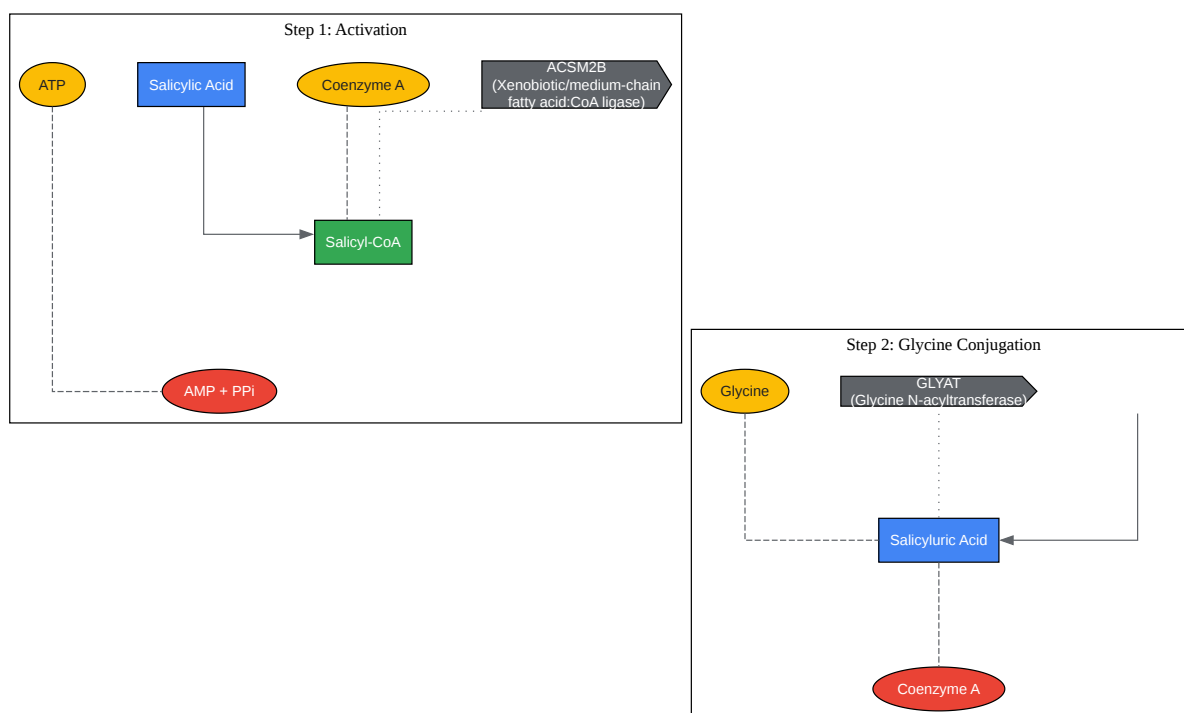 Step 1: Activation
ATP
Salicylic Acid
Coenzyme A
ACSM2B
(Xenobiotic/medium-chain
fatty acid:CoA ligase)
Salicyl-CoA
AMP + PPi
Step 2: Glycine Conjugation
Glycine
GLYAT
(Glycine N-acyltransferase)
Salicyluric Acid
Coenzyme A